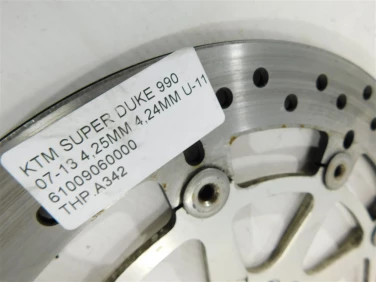 KTM SUPER DUKE 990
07-13 4,25MM 4,24MM U-11
61009060000
THP A342